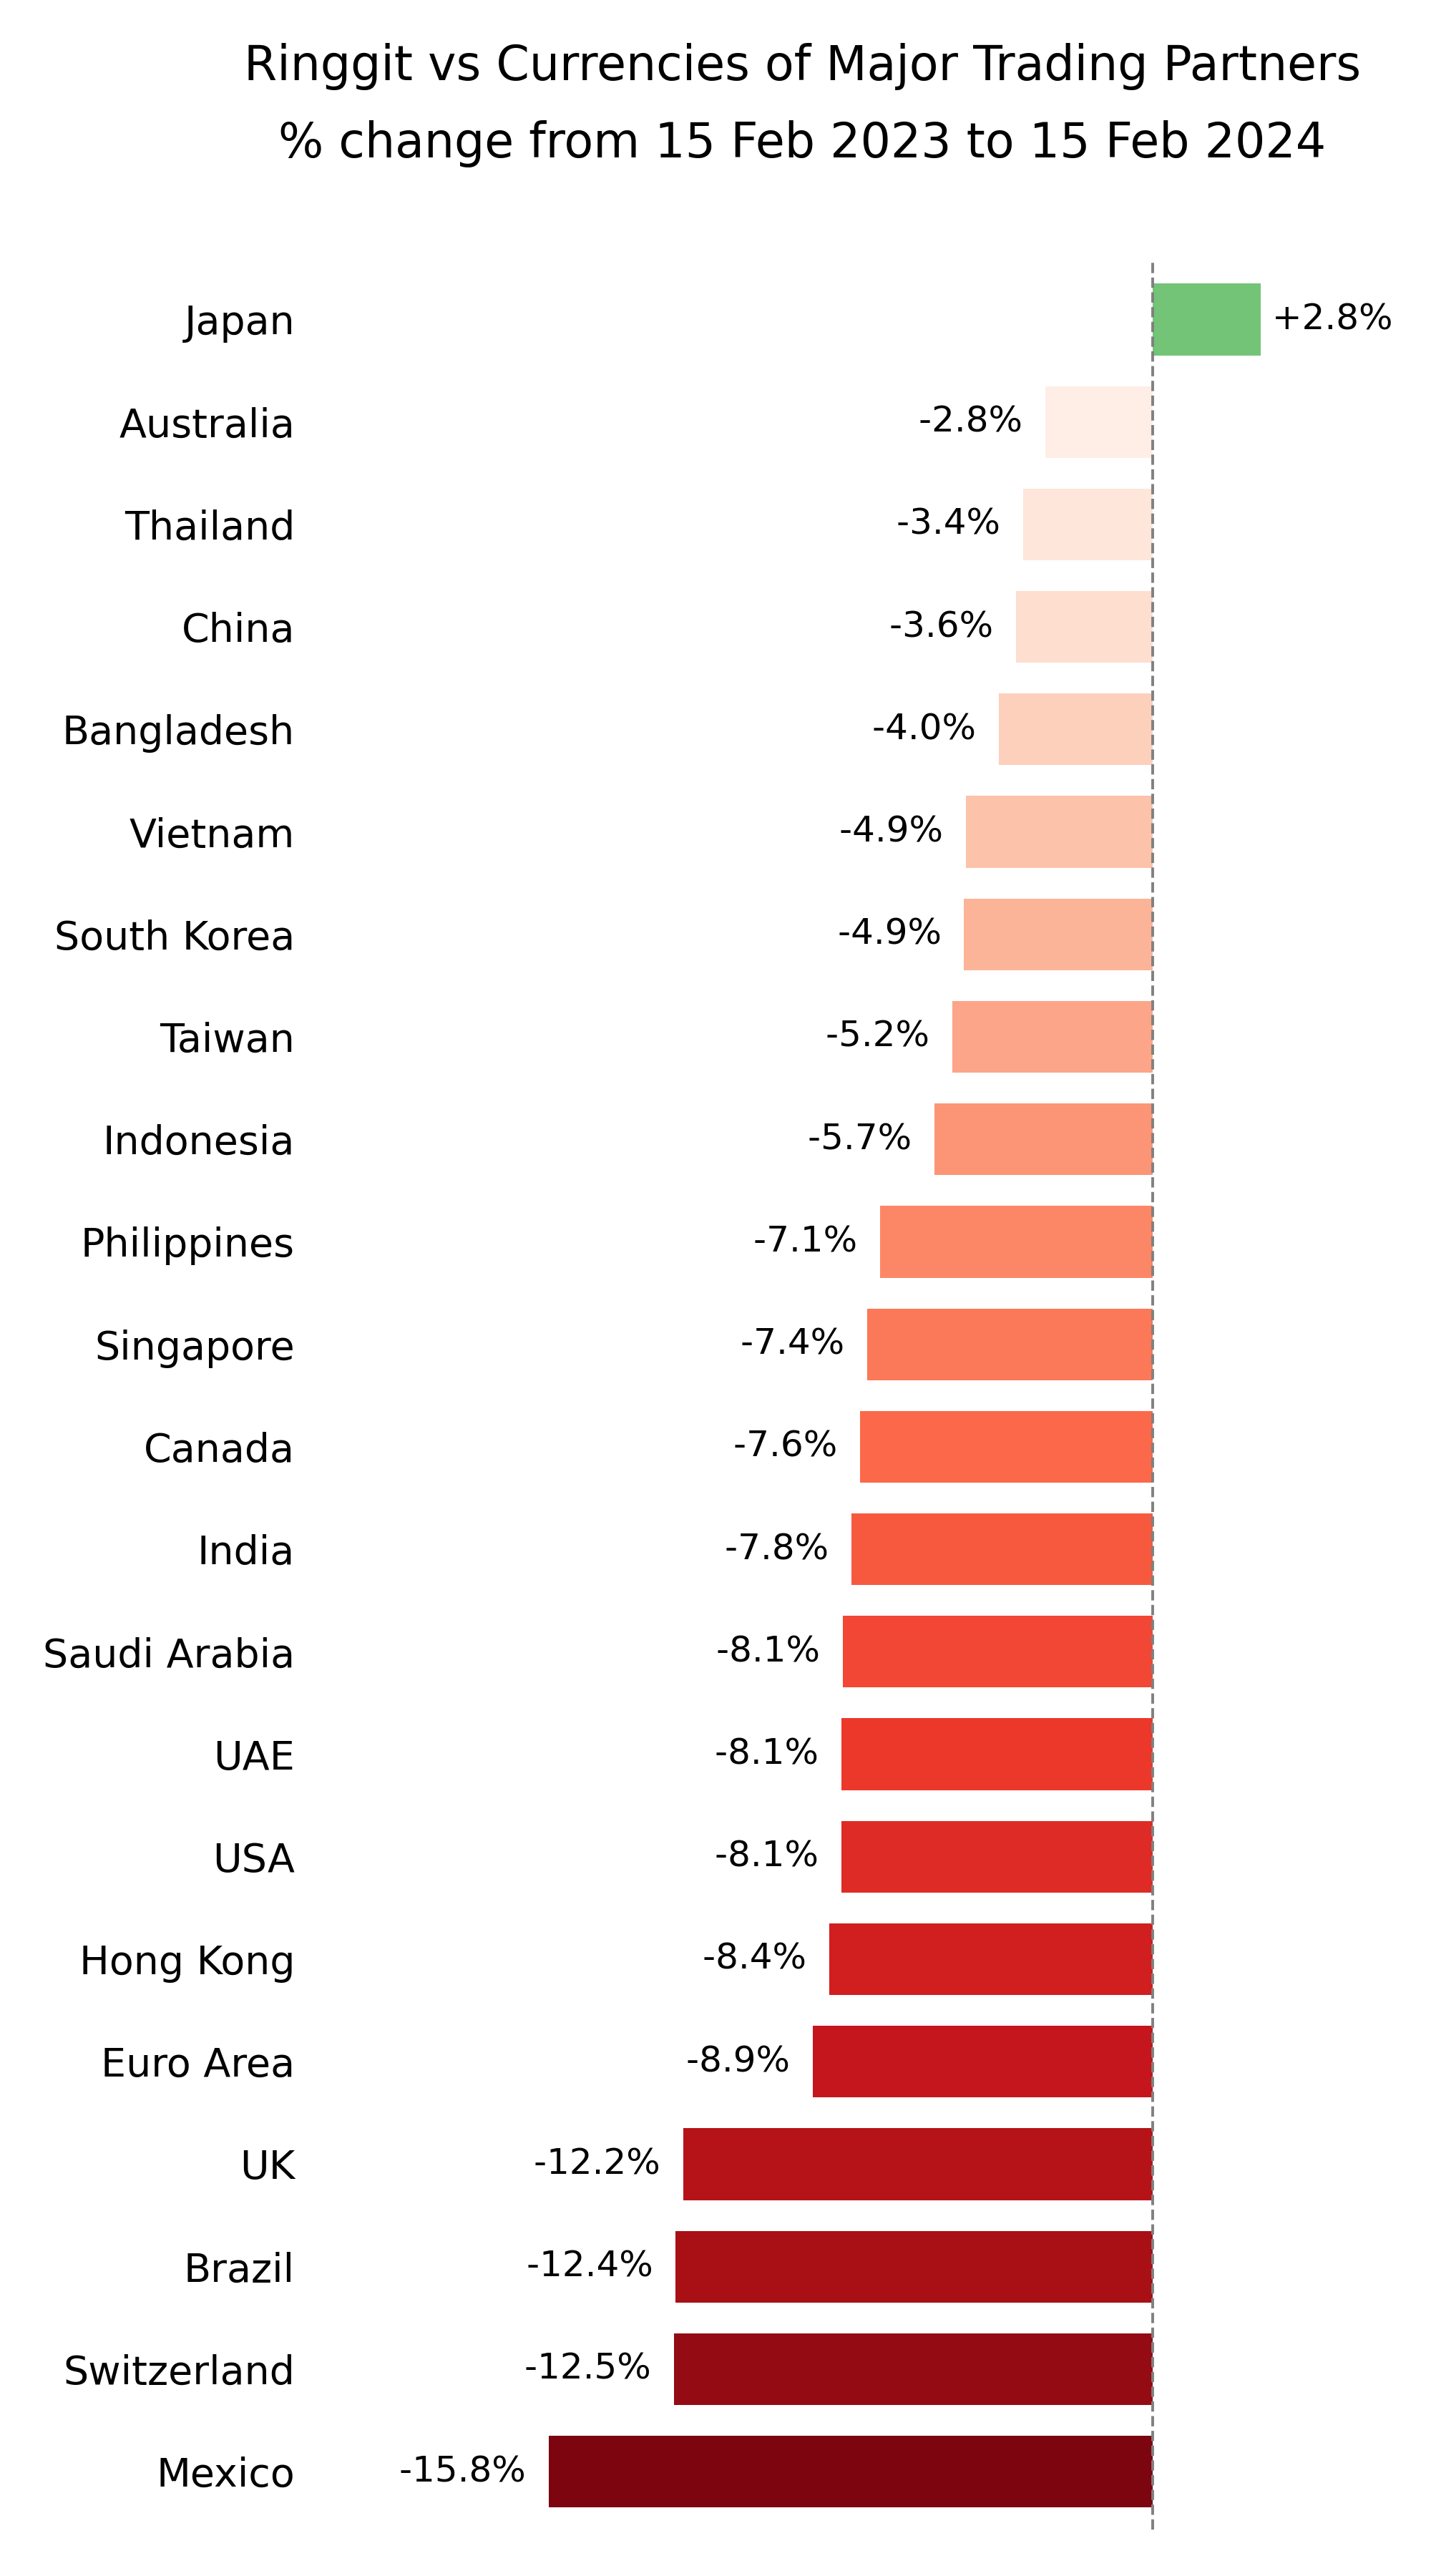 Ringgit vs Currencies of Major Trading Partners
% change from 15 Feb 2023 to 15 Feb 2024
Japan +2.8%
Australia -2.8%
Thailand -3.4%
China -3.6%
Bangladesh -4.0%
Vietnam -4.9%
South Korea -4.9%
Taiwan -5.2%
Indonesia -5.7%
Philippines -7.1%
Singapore -7.4%
Canada -7.6%
India -7.8%
Saudi Arabia -8.1%
UAE -8.1%
USA -8.1%
Hong Kong -8.4%
Euro Area -8.9%
UK -12.2%
Brazil -12.4%
Switzerland -12.5%
Mexico -15.8%